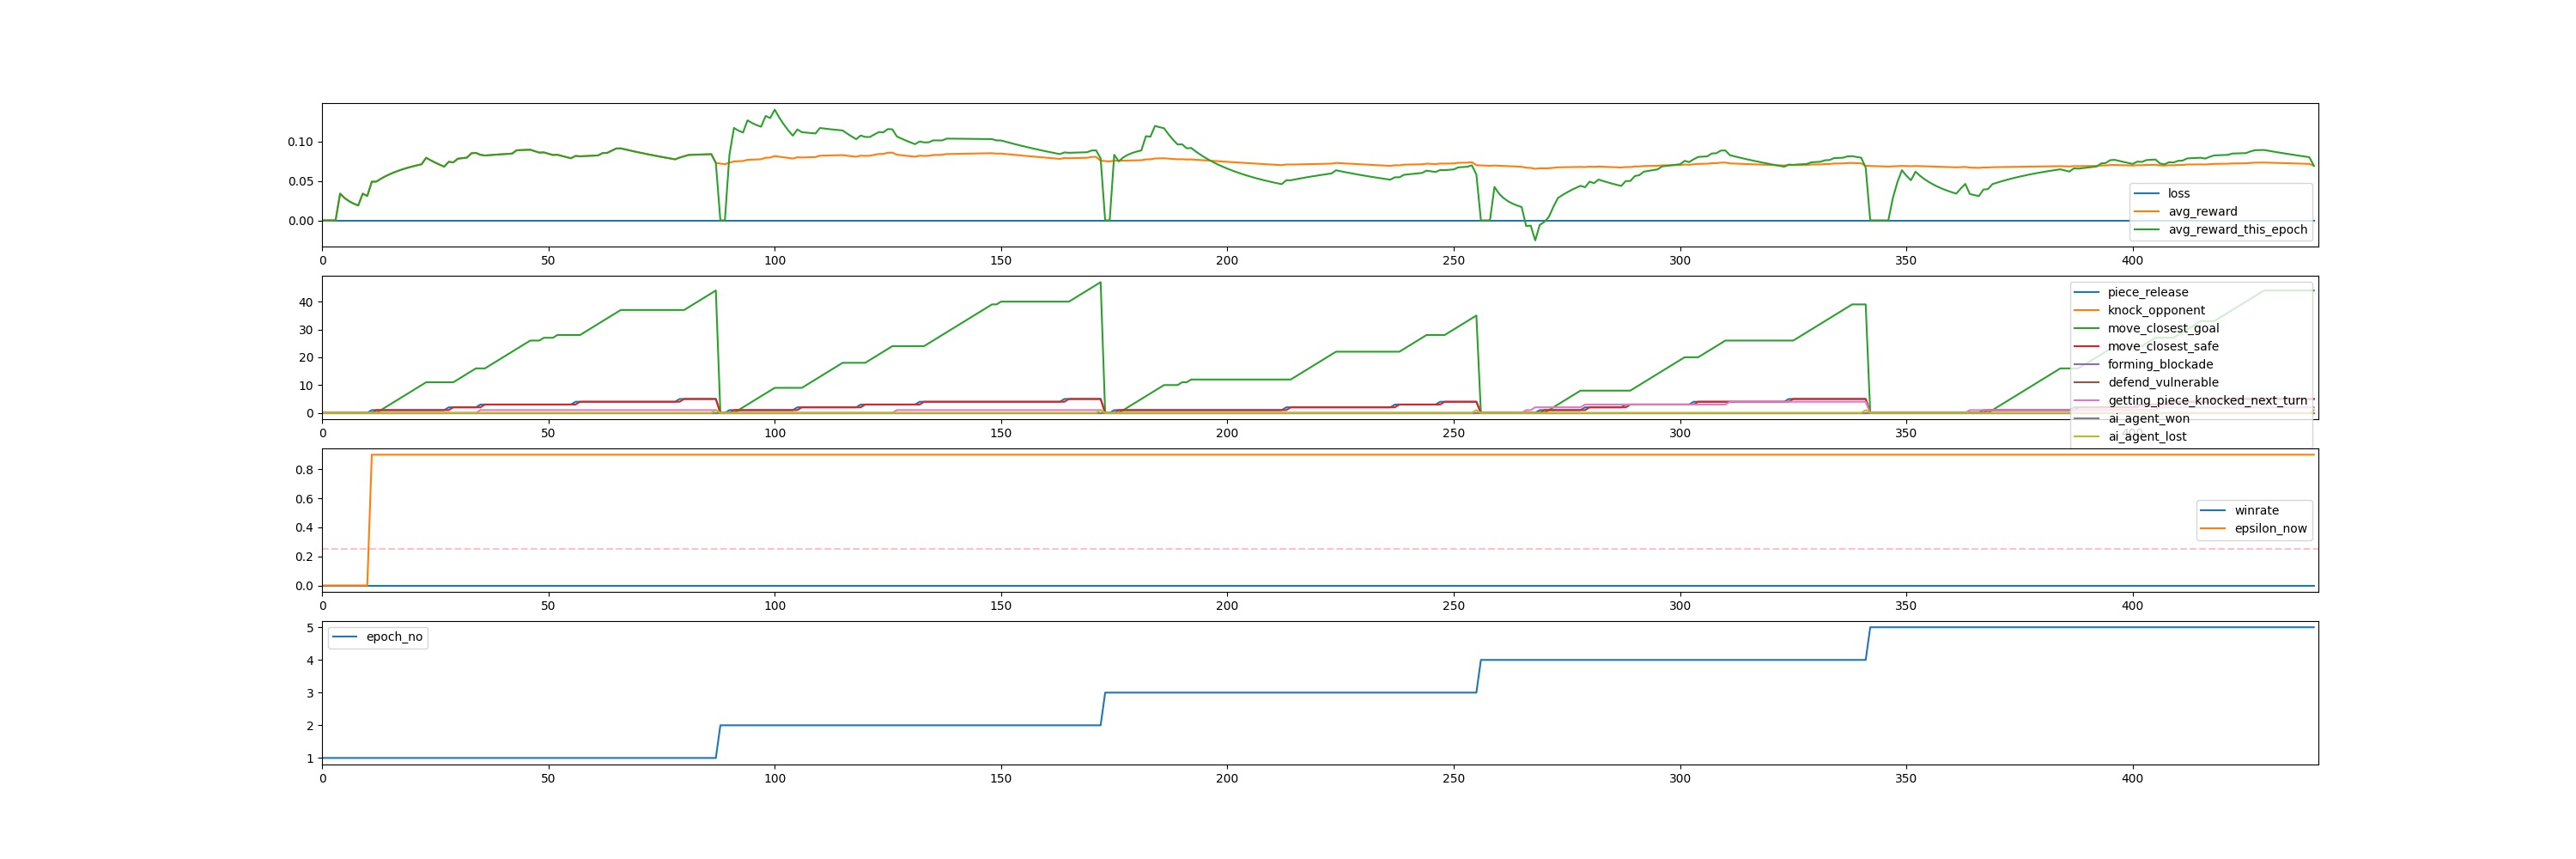 0.10
0.05
0.00
loss
avg_reward
avg_reward_this_epoch
0 50 100 150 200 250 300 350 400
40
30
20
10
0
piece_release
knock_opponent
move_closest_goal
move_closest_safe
forming_blockade
defend_vulnerable
getting_piece_knocked_next_turn
ai_agent_won
ai_agent_lost
0 50 100 150 200 250 300 350 400
0.8
0.6
0.4
0.2
0.0
winrate
epsilon_now
0 50 100 150 200 250 300 350 400
5
4
3
2
1
epoch_no
0 50 100 150 200 250 300 350 400